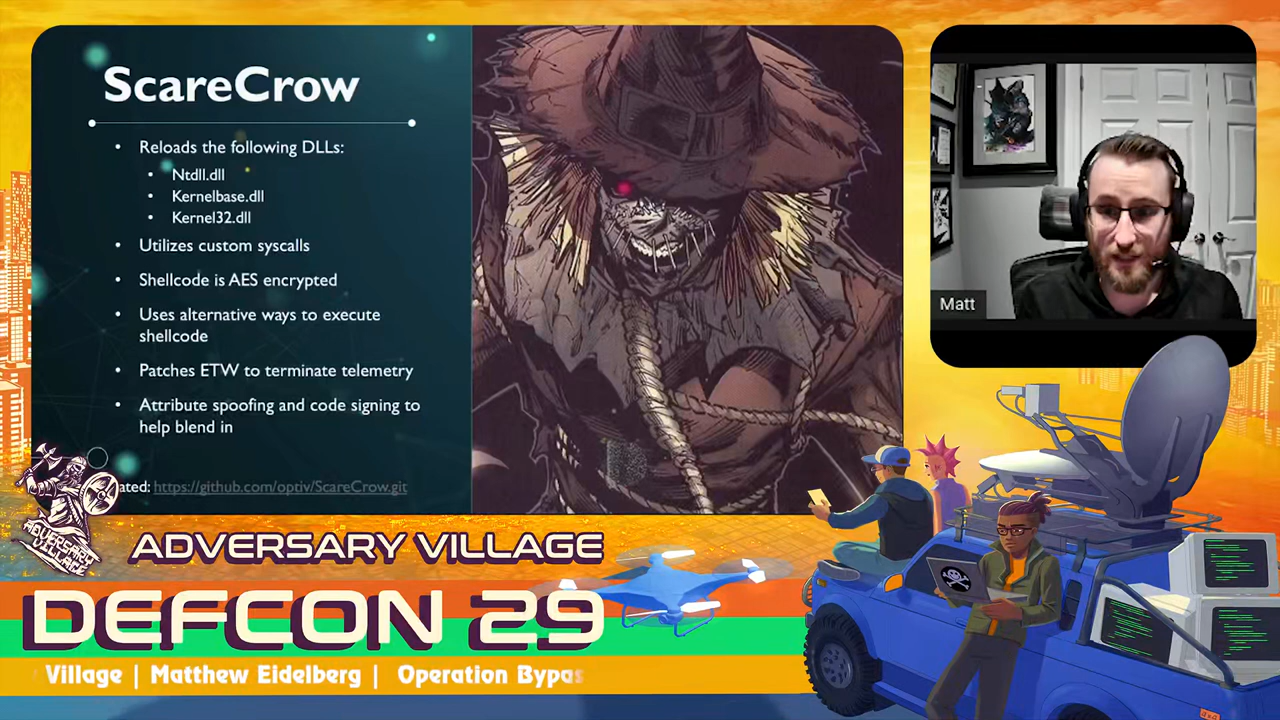 ScareCrow
• Reloads the following DLLs:
• Ntdll.dll
• Kernelbase.dll
• Kernel32.dll
• Utilizes custom syscalls
• Shellcode is AES encrypted
• Uses alternative ways to execute
shellcode
• Patches ETW to terminate telemetry
• Attribute spoofing and code signing to
help blend in
ated: https://github.com/optiv/ScareCrow.git
Matt
ADVERSARY
VILLAGE
ADVERSARY VILLAGE
DEFCON 29
Village | Matthew Eidelberg | Operation Bypas